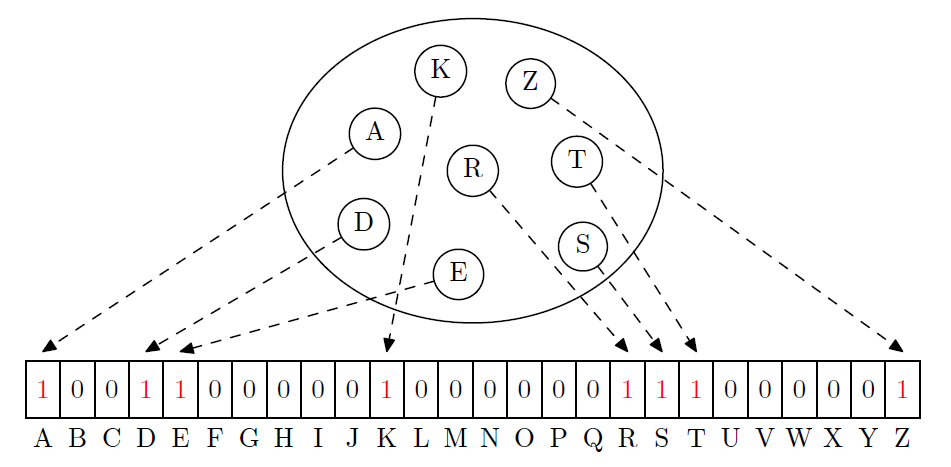 K
Z
A
T
R
D
S
E
1 0 0 1 1 0 0 0 0 0 1 0 0 0 0 0 0 1 1 1 0 0 0 0 0 1
A B C D E F G H I J K L M N O P Q R S T U V W X Y Z